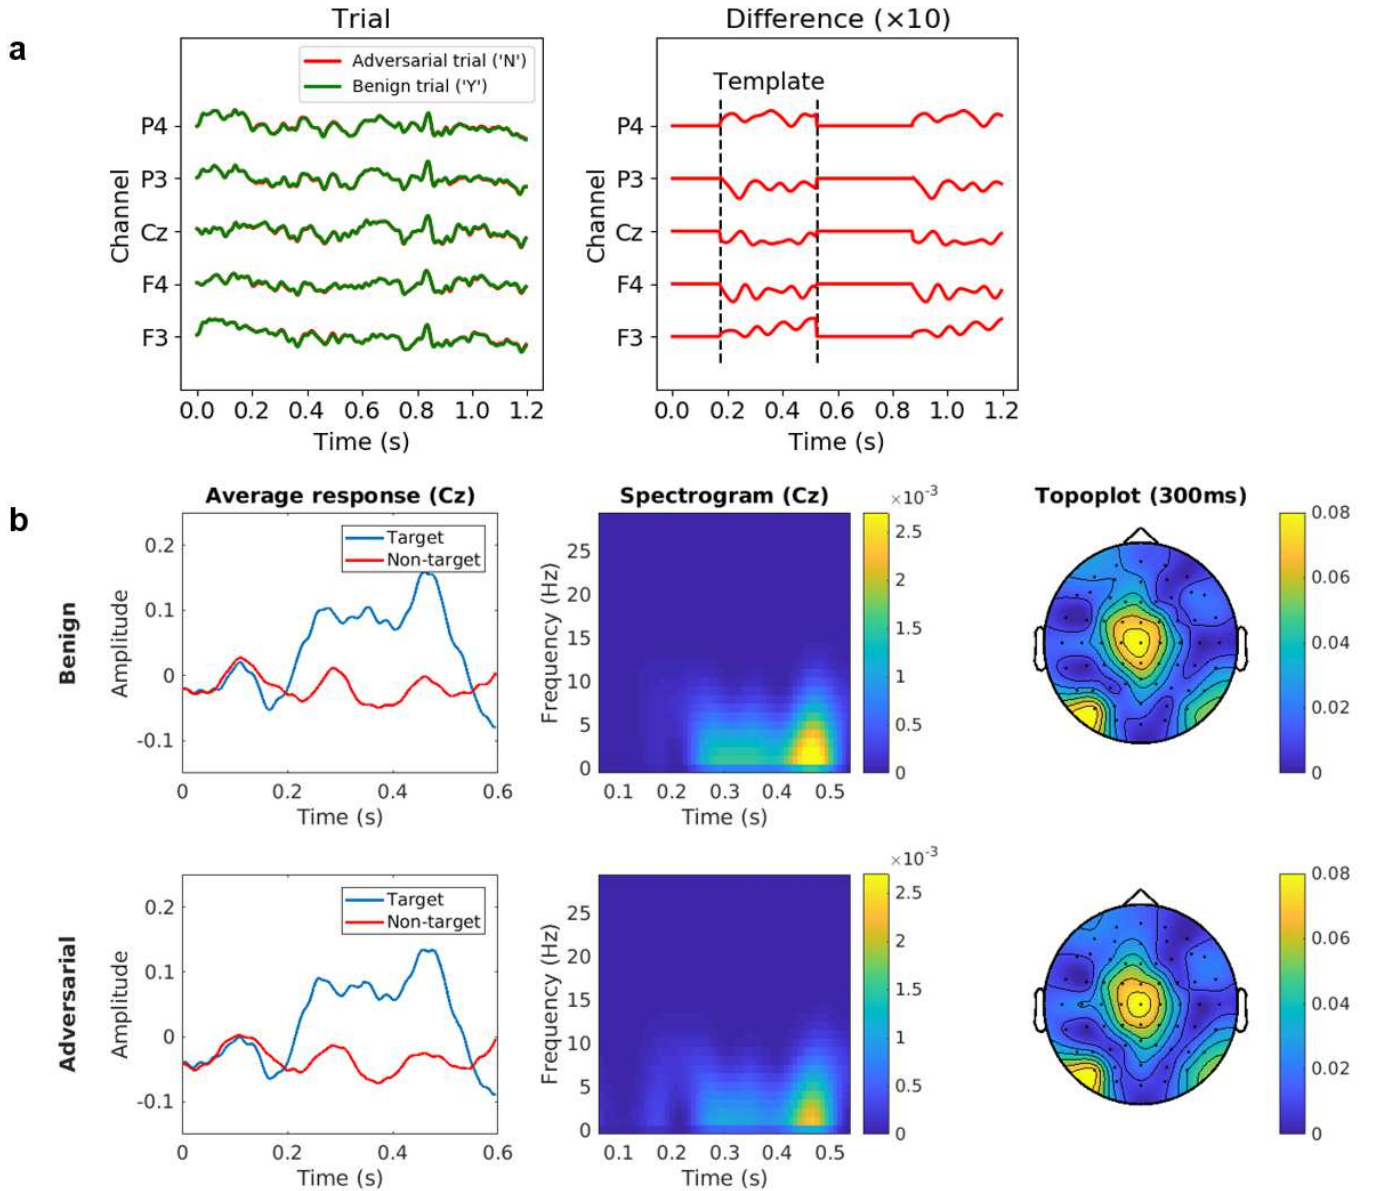 a
Trial
Difference (×10)
Adversarial trial ('N')
Benign trial ('Y')
Template
Channel
P4
P3
Cz
F4
F3
0.0 0.2 0.4 0.6 0.8 1.0 1.2
Time (s)
Channel
P4
P3
Cz
F4
F3
0.0 0.2 0.4 0.6 0.8 1.0 1.2
Time (s)
b
Benign
Average response (Cz)
Target
Non-target
Amplitude
0.2
0.1
0
-0.1
0 0.2 0.4 0.6
Time (s)
Spectrogram (Cz)
Frequency (Hz)
25
20
15
10
5
0
0.1 0.2 0.3 0.4 0.5
Time (s)
×10⁻³
2.5
2
1.5
1
0.5
0
Topoplot (300ms)
0.08
0.06
0.04
0.02
0
Adversarial
Target
Non-target
Amplitude
0.2
0.1
0
-0.1
0 0.2 0.4 0.6
Time (s)
Frequency (Hz)
25
20
15
10
5
0
0.1 0.2 0.3 0.4 0.5
Time (s)
×10⁻³
2.5
2
1.5
1
0.5
0
0.08
0.06
0.04
0.02
0